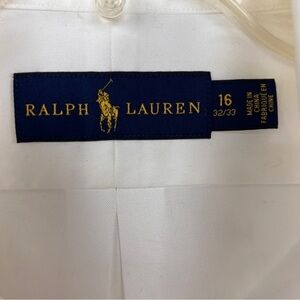 RALPH LAUREN
16
32/33
MADE IN
CHINA
FABRIQUÉ EN
CHINE